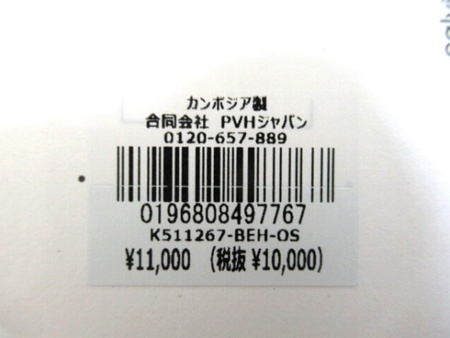 カンボジア製
合同会社 PVHジャパン
0120-657-889
0196808497767
K511267-BEH-OS
¥11,000 (税抜 ¥10,000)